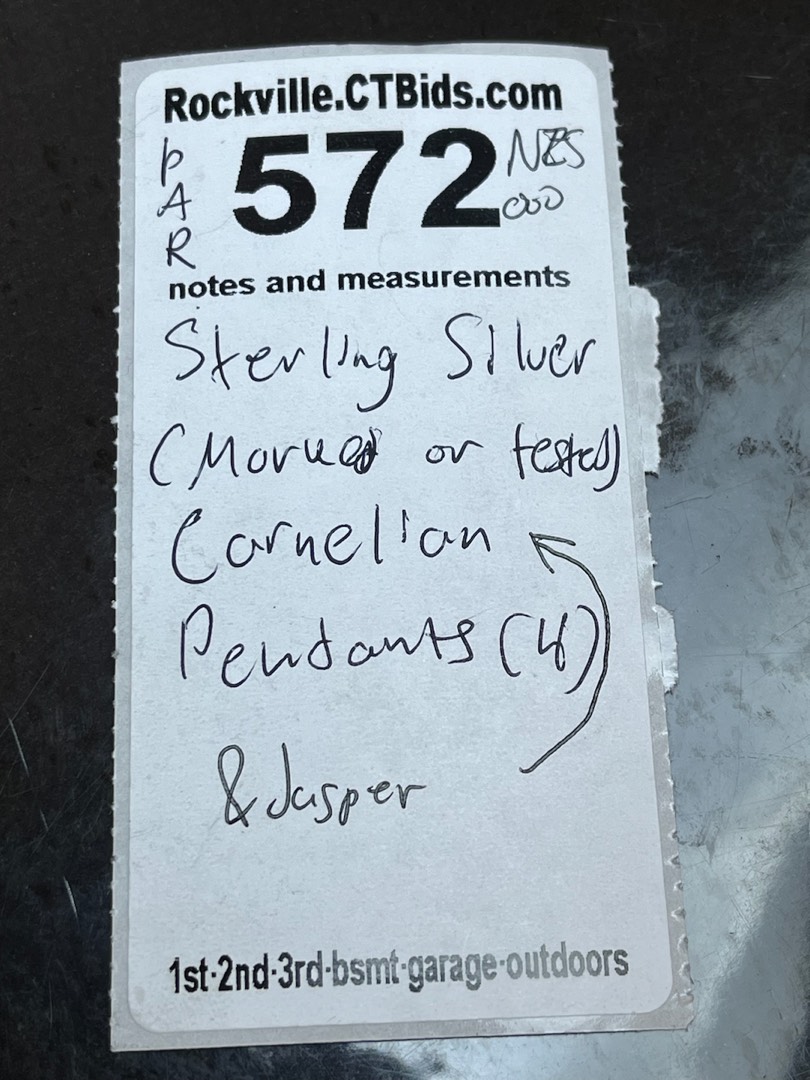 Rockville.CTBids.com
PAR
572
NES
000
notes and measurements
Sterling Silver
(Marked or tested)
Carnelian
Pendants (4)
& Jasper
1st-2nd-3rd-bsmt-garage-outdoors